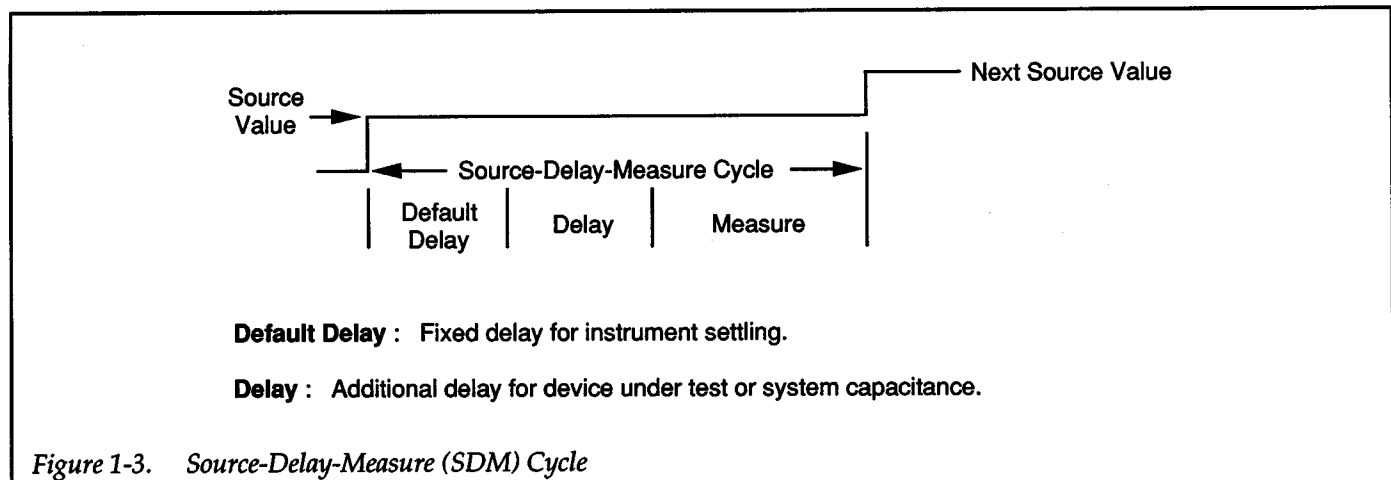 Next Source Value
Source
Value
Source-Delay-Measure Cycle
Default
Delay
Delay
Measure
Default Delay : Fixed delay for instrument settling.
Delay : Additional delay for device under test or system capacitance.
Figure 1-3. Source-Delay-Measure (SDM) Cycle